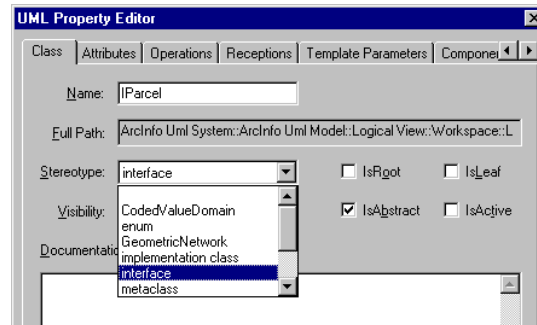 UML Property Editor
Class Attributes Operations Receptions Template Parameters
Name: IParcel
Full Path: ArcInfo Uml System::ArcInfo Uml Model::Logical View::Workspace::L
Stereotype: interface IsRoot IsLeaf
CodedValueDomain
Visibility: IsAbstract IsActive
enum
GeometricNetwork
implementation class
interface
metaclass